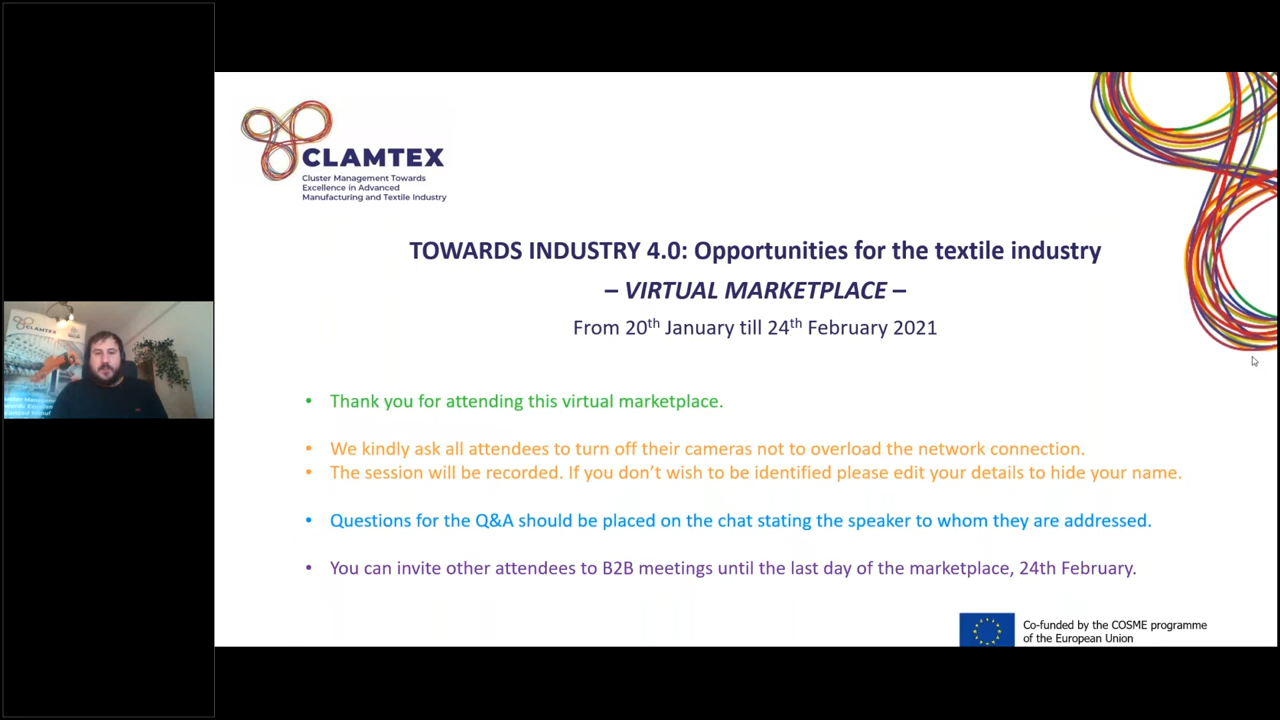 CLAMTEX
Cluster Management Towards
Excellence in Advanced
Manufacturing and Textile Industry
TOWARDS INDUSTRY 4.0: Opportunities for the textile industry
– VIRTUAL MARKETPLACE –
From 20th January till 24th February 2021
• Thank you for attending this virtual marketplace.
• We kindly ask all attendees to turn off their cameras not to overload the network connection.
• The session will be recorded. If you don't wish to be identified please edit your details to hide your name.
• Questions for the Q&A should be placed on the chat stating the speaker to whom they are addressed.
• You can invite other attendees to B2B meetings until the last day of the marketplace, 24th February.
CLAMTEX
Co-funded by the COSME programme
of the European Union